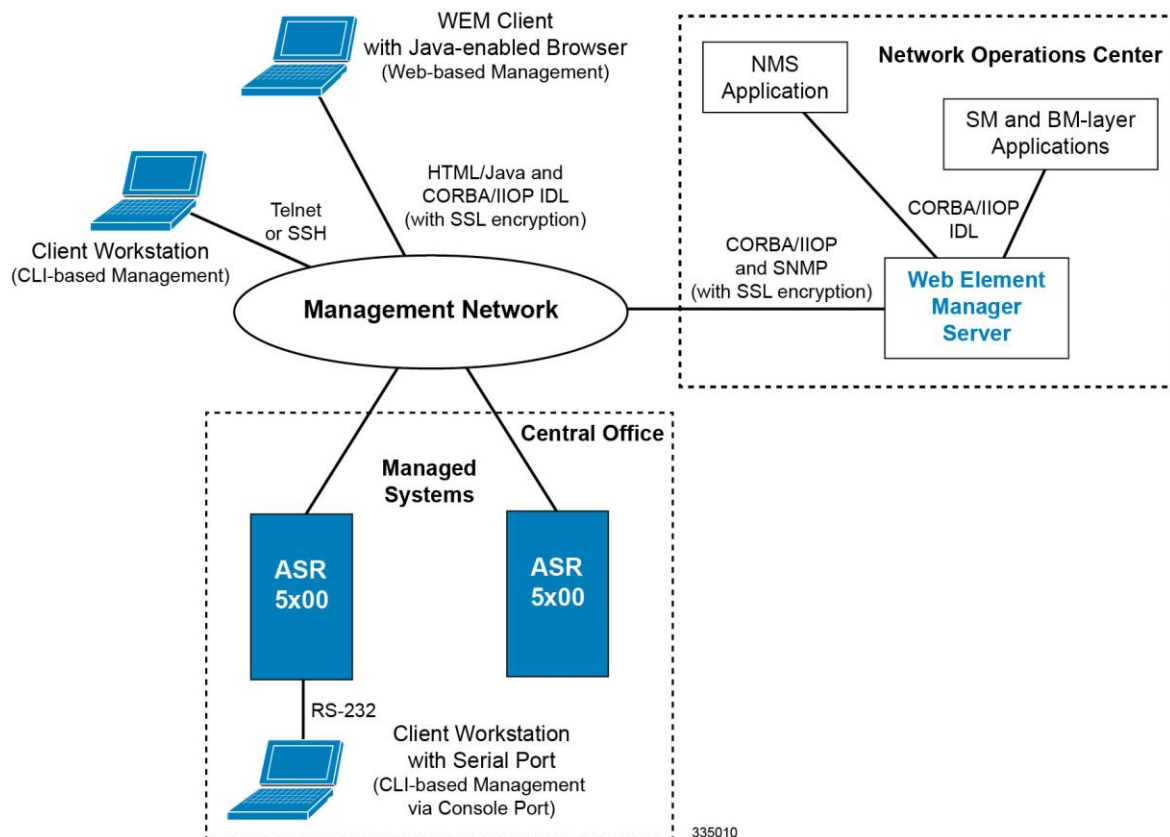 WEM Client
with Java-enabled Browser
(Web-based Management)
HTML/Java and
CORBA/IIOP IDL
(with SSL encryption)
Telnet
or SSH
Client Workstation
(CLI-based Management)
Management Network
Network Operations Center
NMS
Application
SM and BM-layer
Applications
CORBA/IIOP
IDL
CORBA/IIOP
and SNMP
(with SSL encryption)
Web Element
Manager
Server
Central Office
Managed
Systems
ASR
5x00
ASR
5x00
RS-232
Client Workstation
with Serial Port
(CLI-based Management
via Console Port)
335010